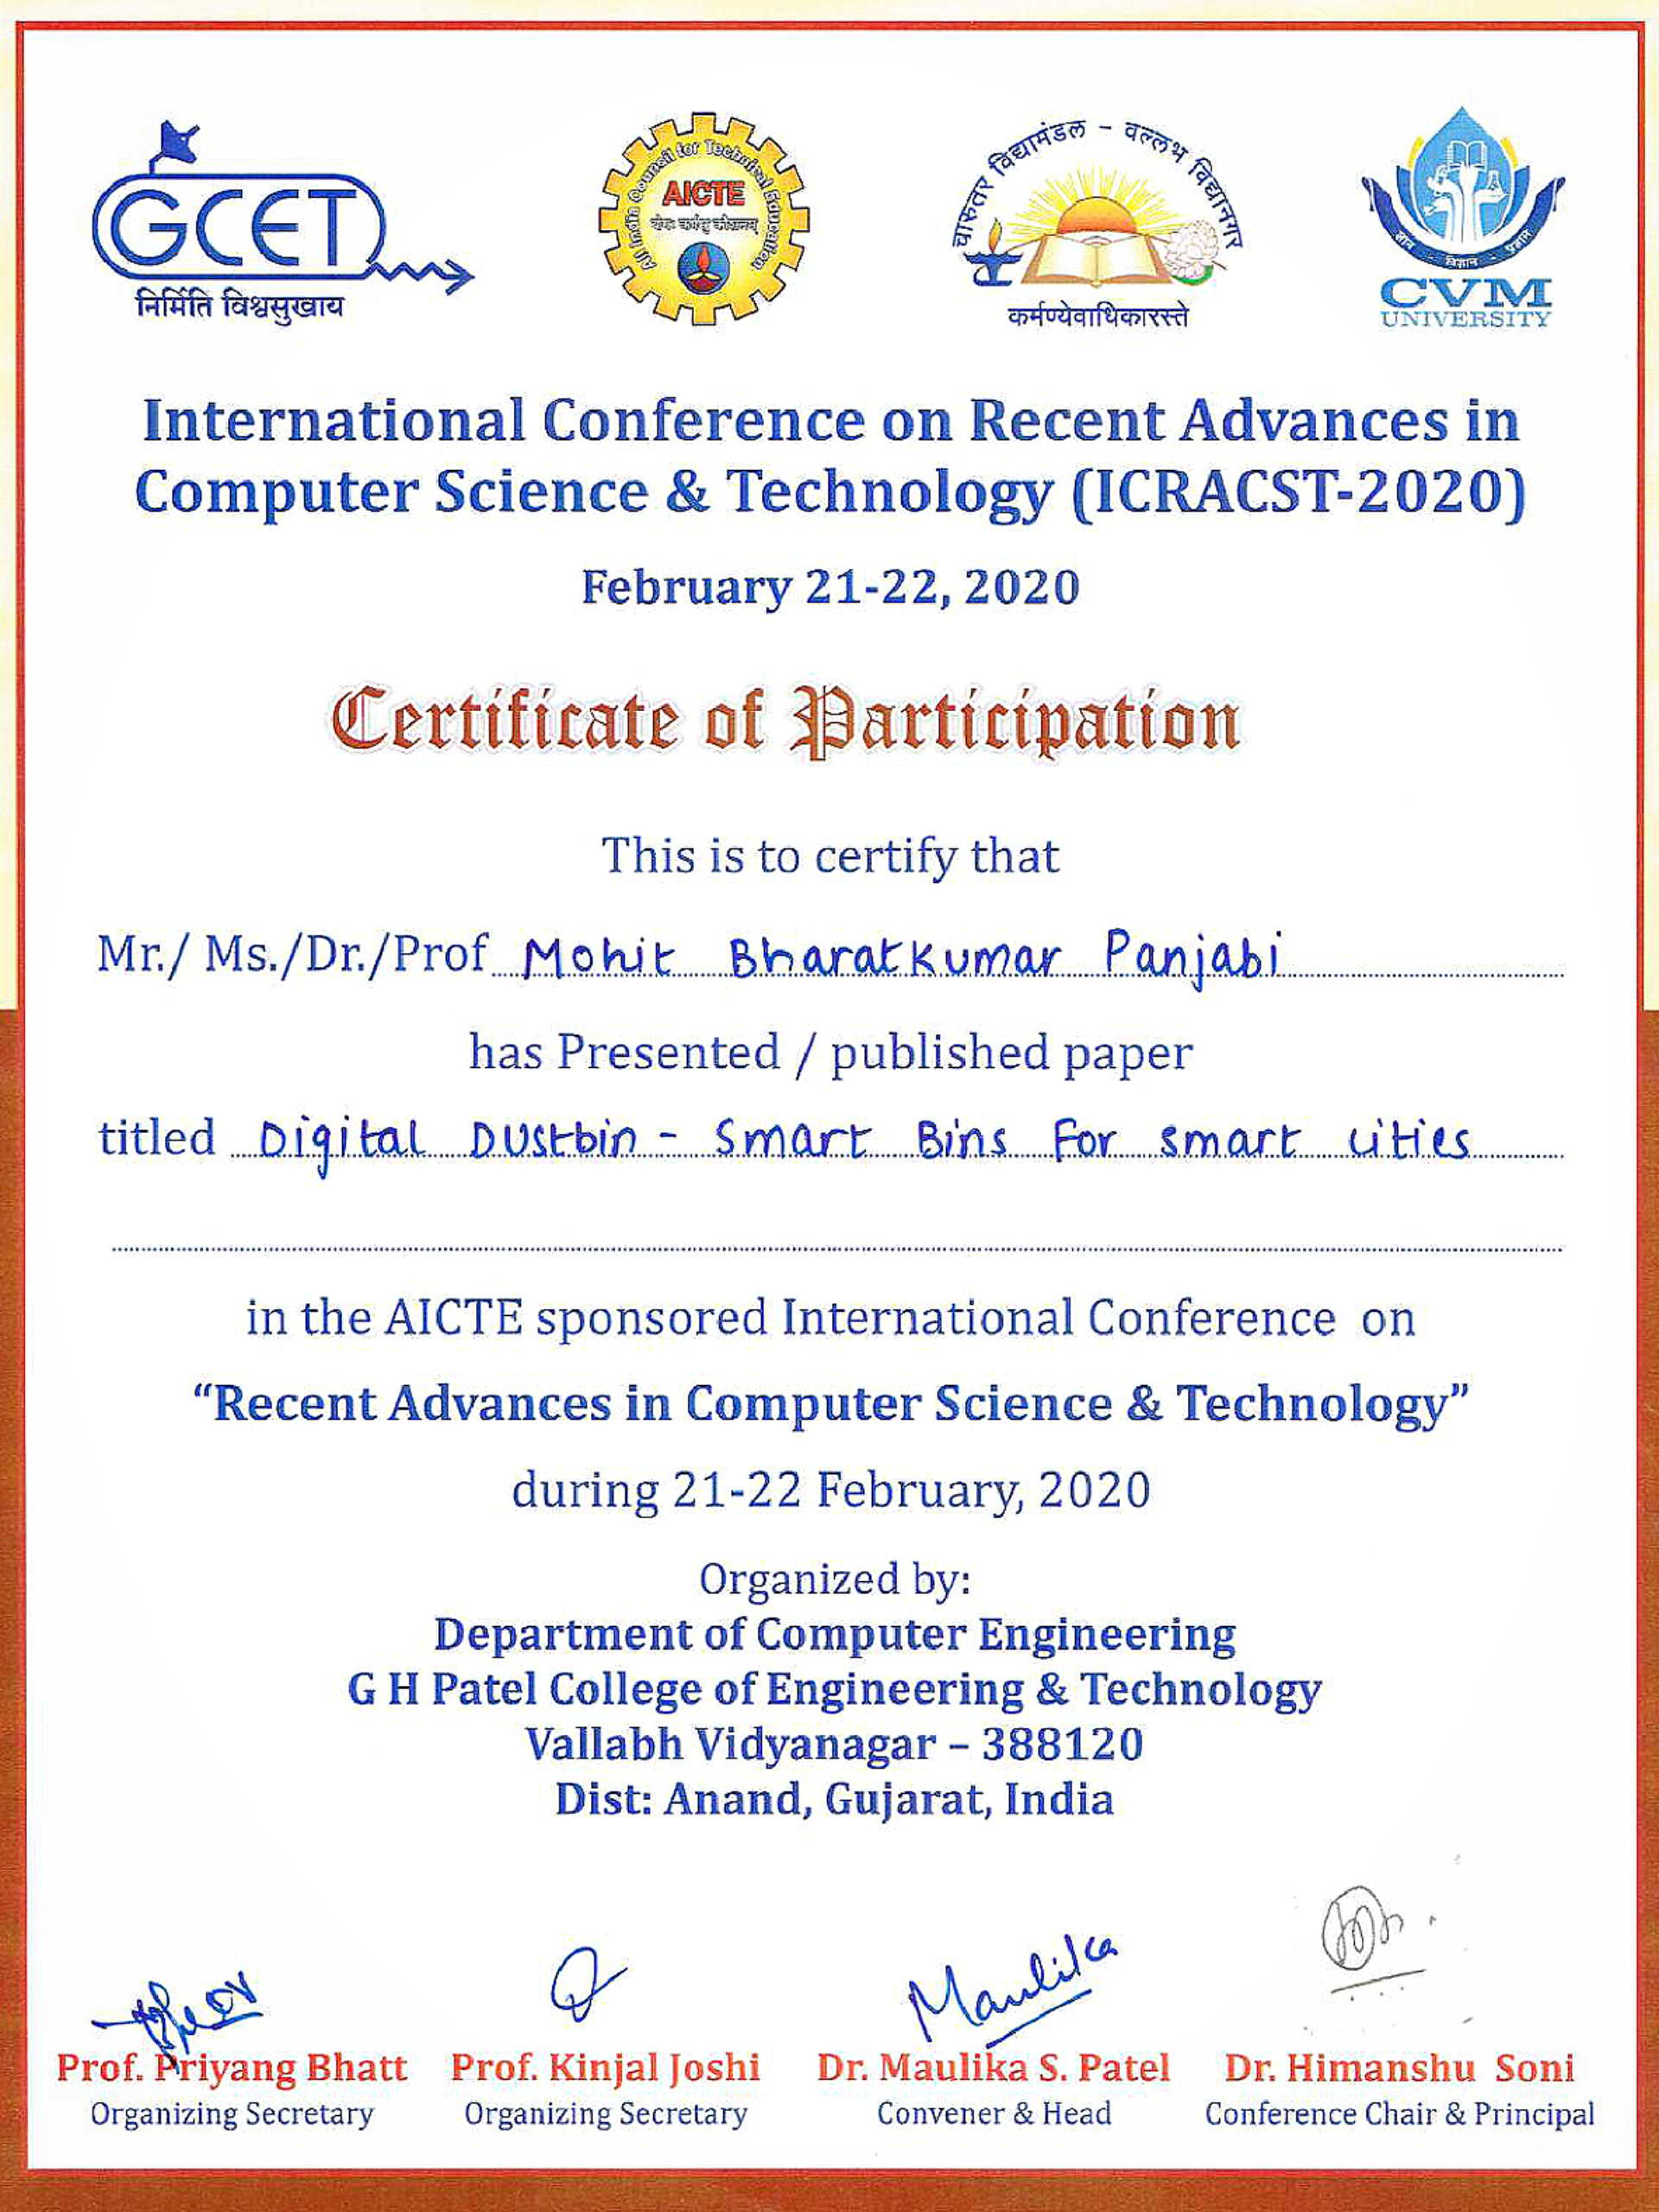 GCET
निर्मिति विश्वसुखाय
All India Council for Technical Education
AICTE
योगः कर्मसु कौशलम्
चारुतर विद्यामंडल - वल्लभ विद्यानगर
कर्मण्येवाधिकारस्ते
CVM
UNIVERSITY
International Conference on Recent Advances in
Computer Science & Technology (ICRACST-2020)
February 21-22, 2020
Certificate of Participation
This is to certify that
Mr./ Ms./Dr./Prof Mohit Bharatkumar Panjabi
has Presented / published paper
titled Digital Dustbin - Smart Bins For smart cities
in the AICTE sponsored International Conference on
“Recent Advances in Computer Science & Technology”
during 21-22 February, 2020
Organized by:
Department of Computer Engineering
G H Patel College of Engineering & Technology
Vallabh Vidyanagar – 388120
Dist: Anand, Gujarat, India
Maulika
Prof. Priyang Bhatt Prof. Kinjal Joshi Dr. Maulika S. Patel Dr. Himanshu Soni
Organizing Secretary Organizing Secretary Convener & Head Conference Chair & Principal